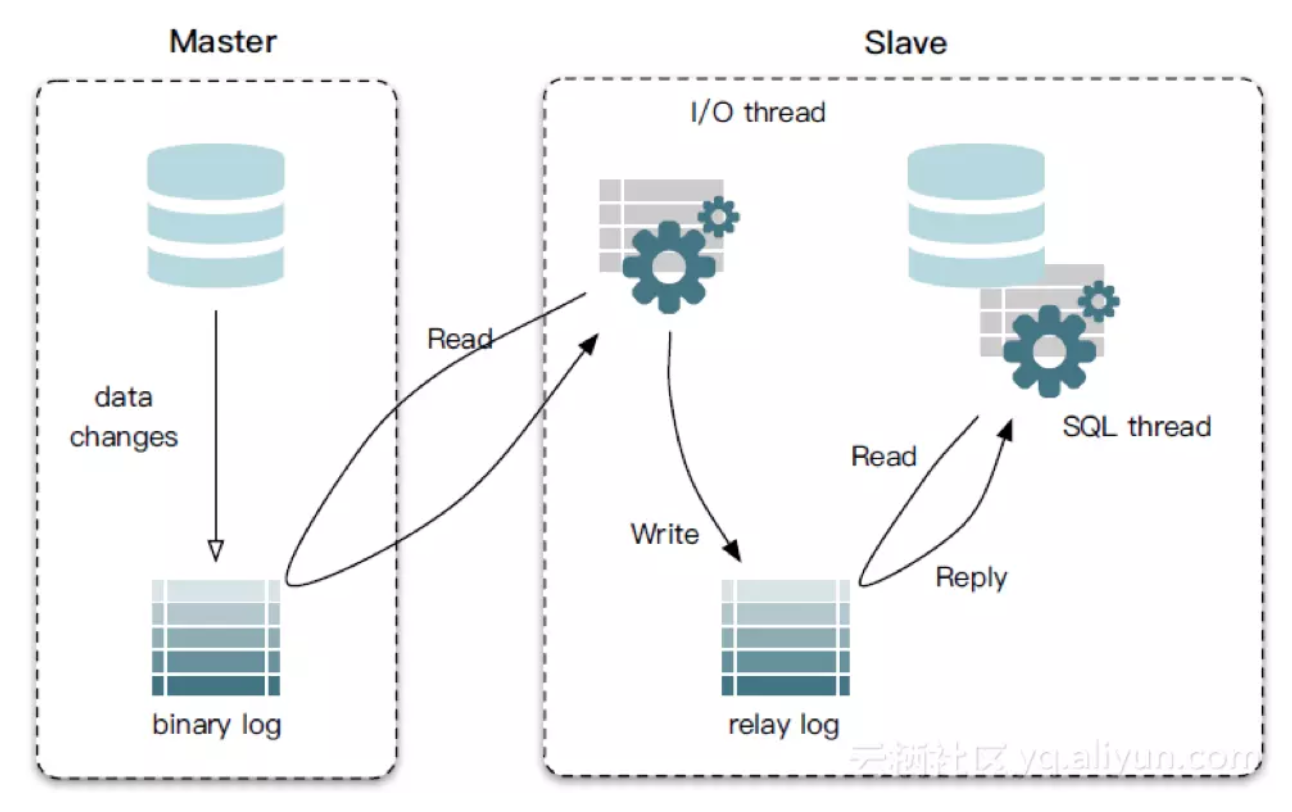 Master
Slave
I/O thread
Read
data
changes
SQL thread
Read
Write
Reply
binary log
relay log
云栖社区 yq.aliyun.com